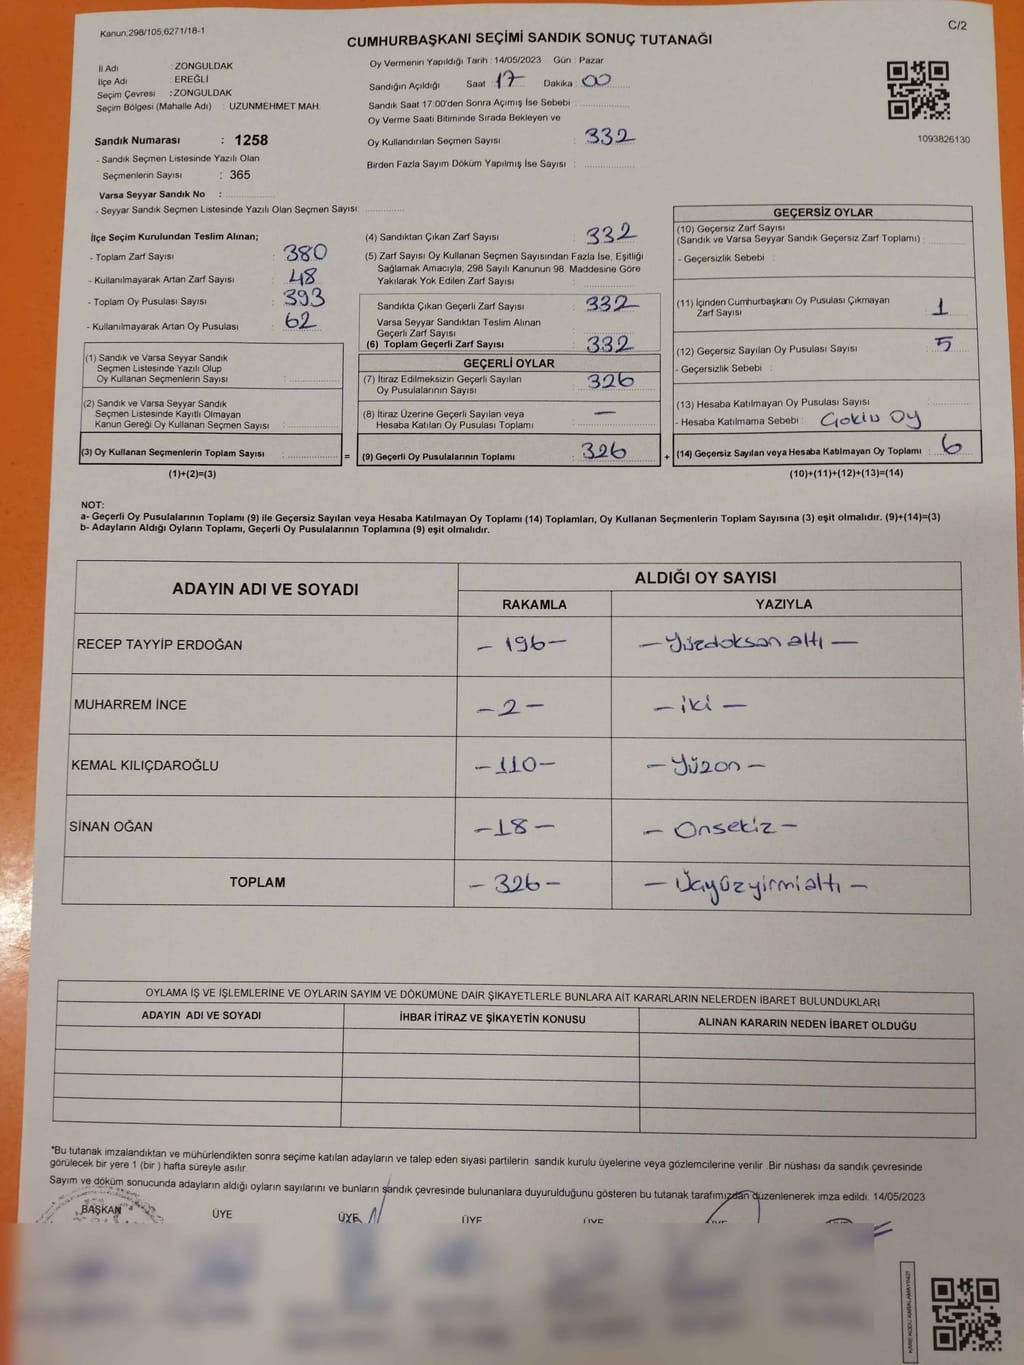 Kanun;298/105;6271/18-1
C/2
CUMHURBAŞKANI SEÇİMİ SANDIK SONUÇ TUTANAĞI
İl Adı : ZONGULDAK
İlçe Adı : EREĞLİ
Seçim Çevresi : ZONGULDAK
Seçim Bölgesi (Mahalle Adı) : UZUNMEHMET MAH.
Sandık Numarası : 1258
- Sandık Seçmen Listesinde Yazılı Olan
Seçmenlerin Sayısı : 365
Varsa Seyyar Sandık No :
- Seyyar Sandık Seçmen Listesinde Yazılı Olan Seçmen Sayısı:
Oy Vermenin Yapıldığı Tarih : 14/05/2023 Gün : Pazar
Sandığın Açıldığı Saat 17 Dakika : 00
Sandık Saat 17:00'den Sonra Açımış İse Sebebi :
Oy Verme Saati Bitiminde Sırada Bekleyen ve
Oy Kullandırılan Seçmen Sayısı : 332
Birden Fazla Sayım Döküm Yapılmış İse Sayısı :
1093826130
İlçe Seçim Kurulundan Teslim Alınan;
- Toplam Zarf Sayısı : 380
- Kullanılmayarak Artan Zarf Sayısı : 48
- Toplam Oy Pusulası Sayısı : 393
- Kullanılmayarak Artan Oy Pusulası : 62
(1) Sandık ve Varsa Seyyar Sandık
Seçmen Listesinde Yazılı Olup
Oy Kullanan Seçmenlerin Sayısı :
(2) Sandık ve Varsa Seyyar Sandık
Seçmen Listesinde Kayıtlı Olmayan
Kanun Gereği Oy Kullanan Seçmen Sayısı :
(3) Oy Kullanan Seçmenlerin Toplam Sayısı :
(1)+(2)=(3)
=
(4) Sandıktan Çıkan Zarf Sayısı : 332
(5) Zarf Sayısı Oy Kullanan Seçmen Sayısından Fazla İse, Eşitliği
Sağlamak Amacıyla; 298 Sayılı Kanunun 98. Maddesine Göre
Yakılarak Yok Edilen Zarf Sayısı :
Sandıkta Çıkan Geçerli Zarf Sayısı : 332
Varsa Seyyar Sandıktan Teslim Alınan
Geçerli Zarf Sayısı :
(6) Toplam Geçerli Zarf Sayısı : 332
GEÇERLİ OYLAR
(7) İtiraz Edilmeksizin Geçerli Sayılan
Oy Pusulalarının Sayısı : 326
(8) İtiraz Üzerine Geçerli Sayılan veya
Hesaba Katılan Oy Pusulası Toplamı : —
(9) Geçerli Oy Pusulalarının Toplamı : 326
+
GEÇERSİZ OYLAR
(10) Geçersiz Zarf Sayısı
(Sandık ve Varsa Seyyar Sandık Geçersiz Zarf Toplamı) :
- Geçersizlik Sebebi :
(11) İçinden Cumhurbaşkanı Oy Pusulası Çıkmayan
Zarf Sayısı : 1
(12) Geçersiz Sayılan Oy Pusulası Sayısı : 5
- Geçersizlik Sebebi :
(13) Hesaba Katılmayan Oy Pusulası Sayısı :
- Hesaba Katılmama Sebebi : Oy
(14) Geçersiz Sayılan veya Hesaba Katılmayan Oy Toplamı : 6
(10)+(11)+(12)+(13)=(14)
NOT:
a- Geçerli Oy Pusulalarının Toplamı (9) ile Geçersiz Sayılan veya Hesaba Katılmayan Oy Toplamı (14) Toplamları, Oy Kullanan Seçmenlerin Toplam Sayısına (3) eşit olmalıdır. (9)+(14)=(3)
b- Adayların Aldığı Oyların Toplamı, Geçerli Oy Pusulalarının Toplamına (9) eşit olmalıdır.
ADAYIN ADI VE SOYADI
ALDIĞI OY SAYISI
RAKAMLA YAZIYLA
RECEP TAYYİP ERDOĞAN - 196 - - Yüzdoksan altı -
MUHARREM İNCE - 2 - - iki -
KEMAL KILIÇDAROĞLU - 110 - - Yüzon -
SİNAN OĞAN - 18 - - Onsekiz -
TOPLAM - 326 - - Üçyüzyirmialtı -
OYLAMA İŞ VE İŞLEMLERİNE VE OYLARIN SAYIM VE DÖKÜMÜNE DAİR ŞİKAYETLERLE BUNLARA AİT KARARLARIN NELERDEN İBARET BULUNDUKLARI
ADAYIN ADI VE SOYADI İHBAR İTİRAZ VE ŞİKAYETİN KONUSU ALINAN KARARIN NEDEN İBARET OLDUĞU
*Bu tutanak imzalandıktan ve mühürlendikten sonra seçime katılan adayların ve talep eden siyasi partilerin sandık kurulu üyelerine veya gözlemcilerine verilir .Bir nüshası da sandık çevresinde
görülecek bir yere 1 (bir ) hafta süreyle asılır.
Sayım ve döküm sonucunda adayların aldığı oyların sayılarını ve bunların sandık çevresinde bulunanlara duyurulduğunu gösteren bu tutanak tarafımızdan düzenlenerek imza edildi. 14/05/2023
BAŞKAN ÜYE ÜYE ÜYE ÜYE